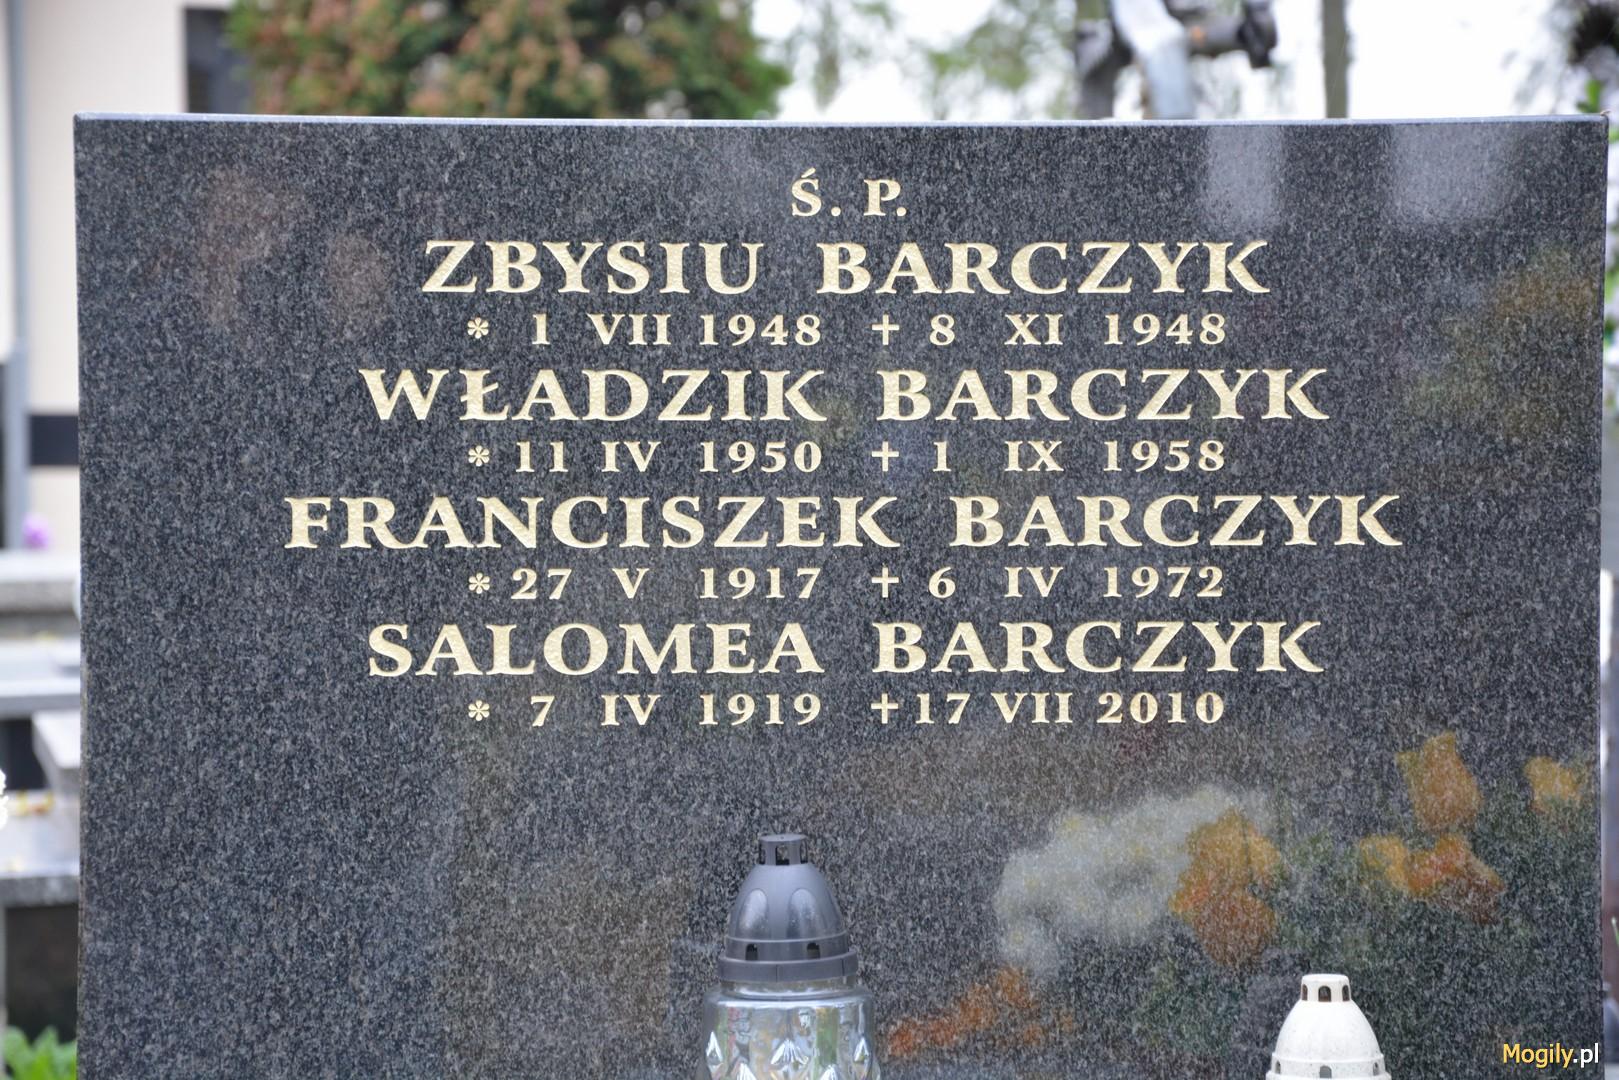 Ś. P.
ZBYSIU BARCZYK
* 1 VII 1948 † 8 XI 1948
WŁADZIK BARCZYK
* 11 IV 1950 † 1 IX 1958
FRANCISZEK BARCZYK
* 27 V 1917 † 6 IV 1972
SALOMEA BARCZYK
* 7 IV 1919 † 17 VII 2010
Mogily.pl